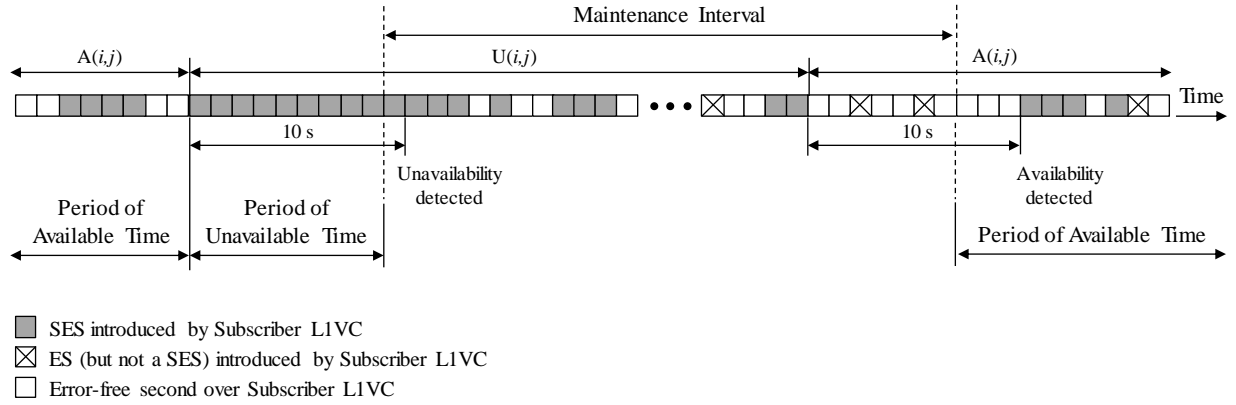 Maintenance Interval
A(i,j)
U(i,j)
A(i,j)
Time
10 s
10 s
Unavailability
detected
Availability
detected
Period of
Available Time
Period of
Unavailable Time
Period of Available Time
SES introduced by Subscriber L1VC
ES (but not a SES) introduced by Subscriber L1VC
Error-free second over Subscriber L1VC